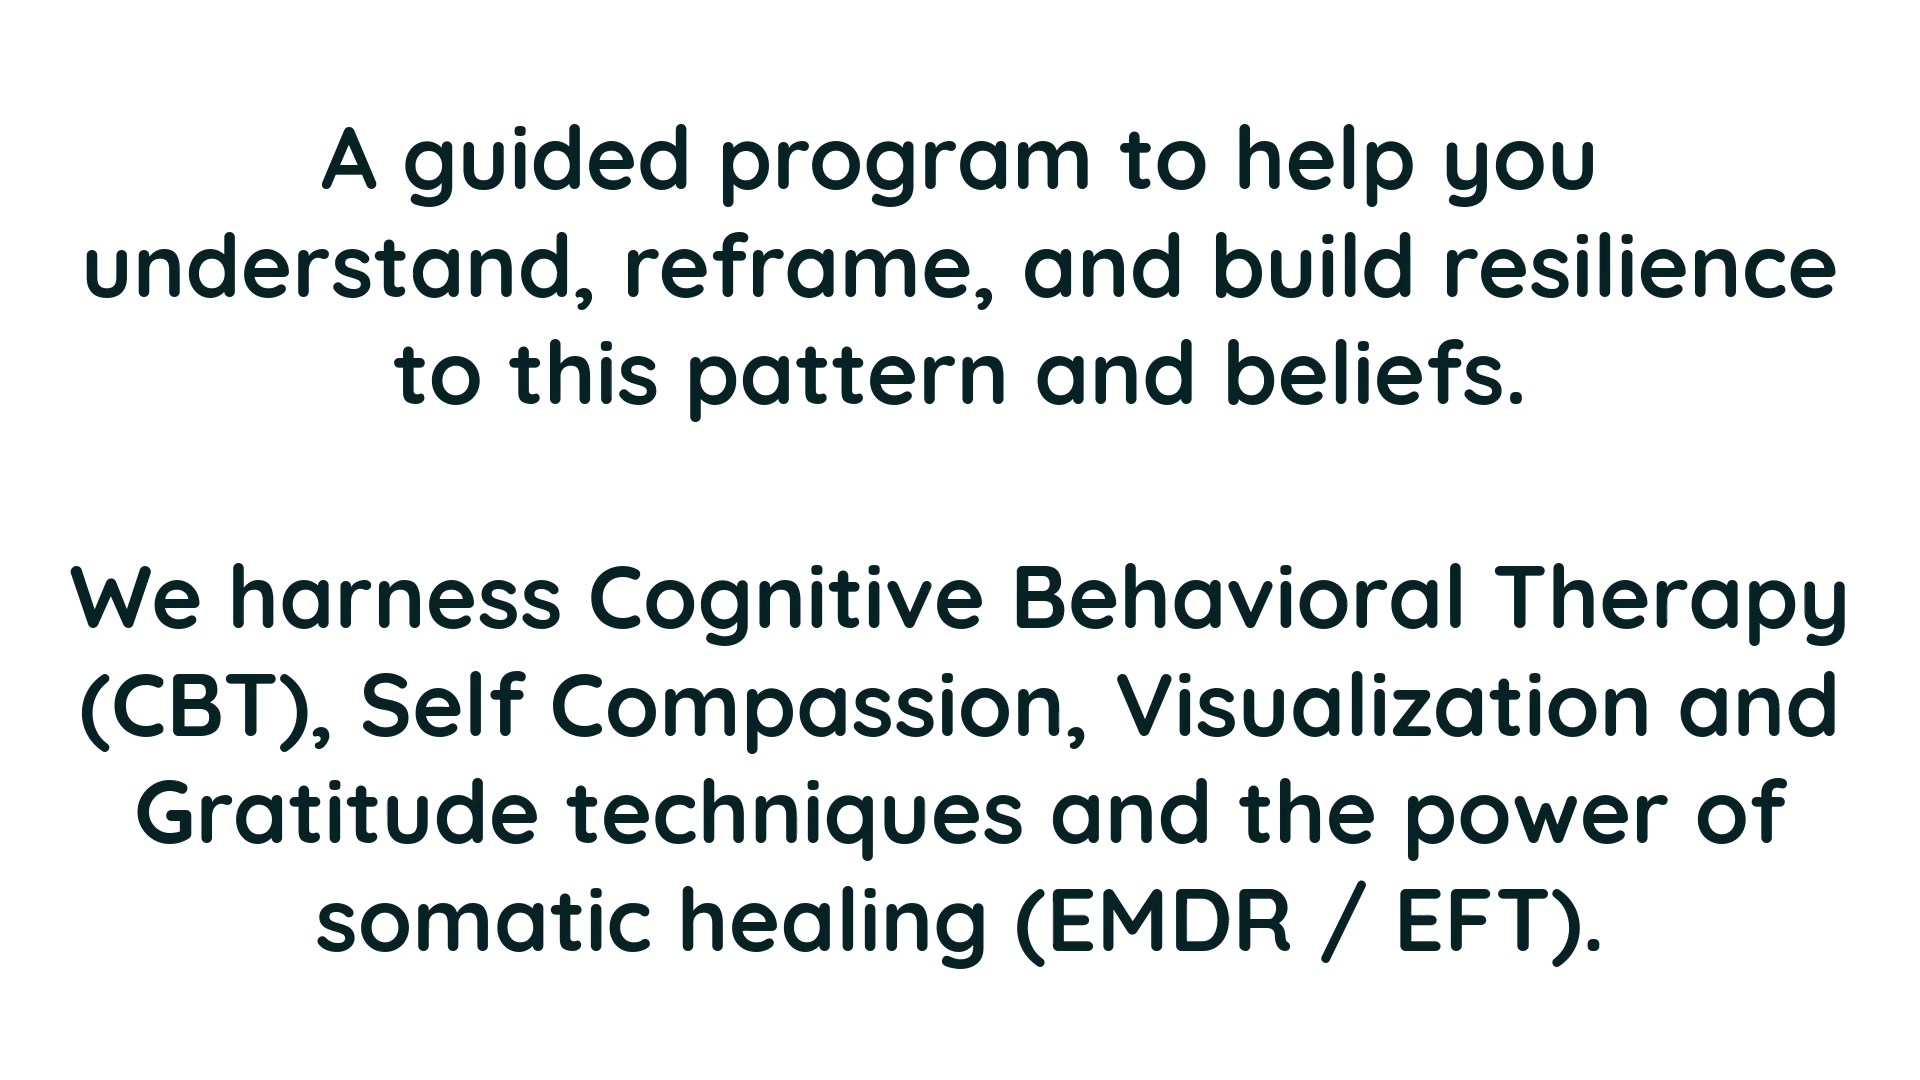 A guided program to help you
understand, reframe, and build resilience
to this pattern and beliefs.
We harness Cognitive Behavioral Therapy
(CBT), Self Compassion, Visualization and
Gratitude techniques and the power of
somatic healing (EMDR / EFT).